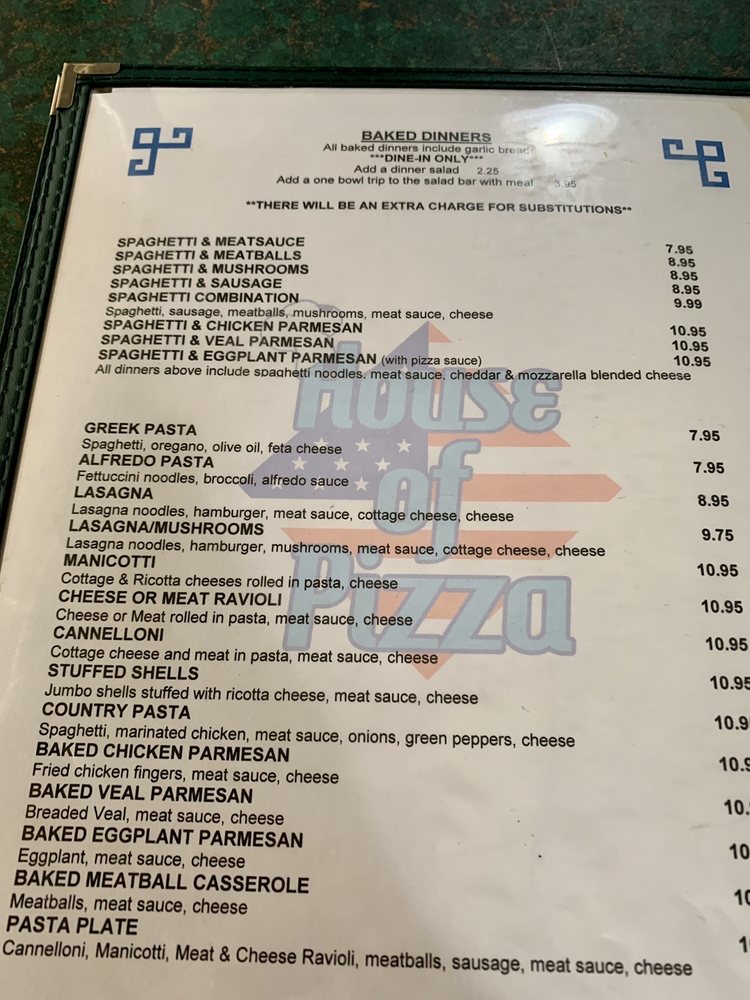 BAKED DINNERS
All baked dinners include garlic bread
***DINE-IN ONLY***
Add a dinner salad 2.25
Add a one bowl trip to the salad bar with meal 3.95
**THERE WILL BE AN EXTRA CHARGE FOR SUBSTITUTIONS**
SPAGHETTI & MEATSAUCE 7.95
SPAGHETTI & MEATBALLS 8.95
SPAGHETTI & MUSHROOMS 8.95
SPAGHETTI & SAUSAGE 8.95
SPAGHETTI COMBINATION 9.99
Spaghetti, sausage, meatballs, mushrooms, meat sauce, cheese
SPAGHETTI & CHICKEN PARMESAN 10.95
SPAGHETTI & VEAL PARMESAN 10.95
SPAGHETTI & EGGPLANT PARMESAN (with pizza sauce) 10.95
All dinners above include spaghetti noodles, meat sauce, cheddar & mozzarella blended cheese
House of Pizza
GREEK PASTA 7.95
Spaghetti, oregano, olive oil, feta cheese
ALFREDO PASTA 7.95
Fettuccini noodles, broccoli, alfredo sauce
LASAGNA 8.95
Lasagna noodles, hamburger, meat sauce, cottage cheese, cheese
LASAGNA/MUSHROOMS 9.75
Lasagna noodles, hamburger, mushrooms, meat sauce, cottage cheese, cheese
MANICOTTI 10.95
Cottage & Ricotta cheeses rolled in pasta, cheese
CHEESE OR MEAT RAVIOLI 10.95
Cheese or Meat rolled in pasta, meat sauce, cheese
CANNELLONI 10.95
Cottage cheese and meat in pasta, meat sauce, cheese
STUFFED SHELLS 10.95
Jumbo shells stuffed with ricotta cheese, meat sauce, cheese
COUNTRY PASTA 10.9
Spaghetti, marinated chicken, meat sauce, onions, green peppers, cheese
BAKED CHICKEN PARMESAN 10.9
Fried chicken fingers, meat sauce, cheese
BAKED VEAL PARMESAN 10.
Breaded Veal, meat sauce, cheese
BAKED EGGPLANT PARMESAN 10
Eggplant, meat sauce, cheese
BAKED MEATBALL CASSEROLE 10
Meatballs, meat sauce, cheese
PASTA PLATE 1
Cannelloni, Manicotti, Meat & Cheese Ravioli, meatballs, sausage, meat sauce, cheese